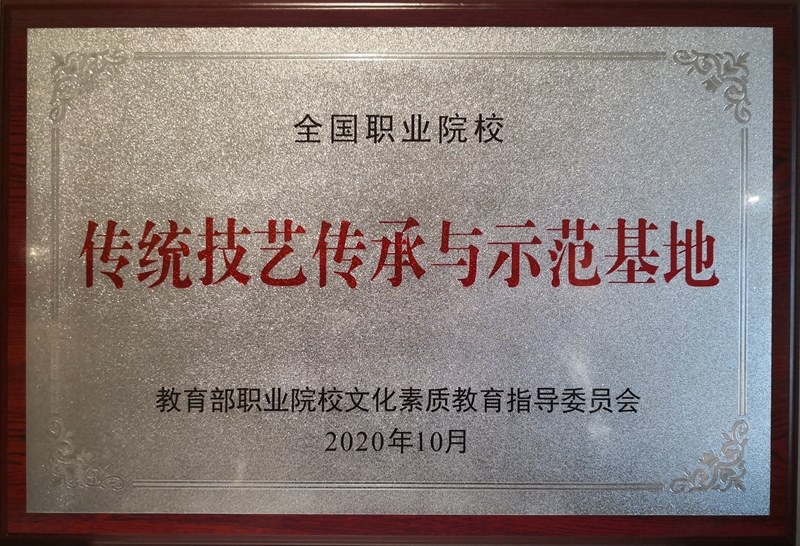 全国职业院校
传统技艺传承与示范基地
教育部职业院校文化素质教育指导委员会
2020年10月